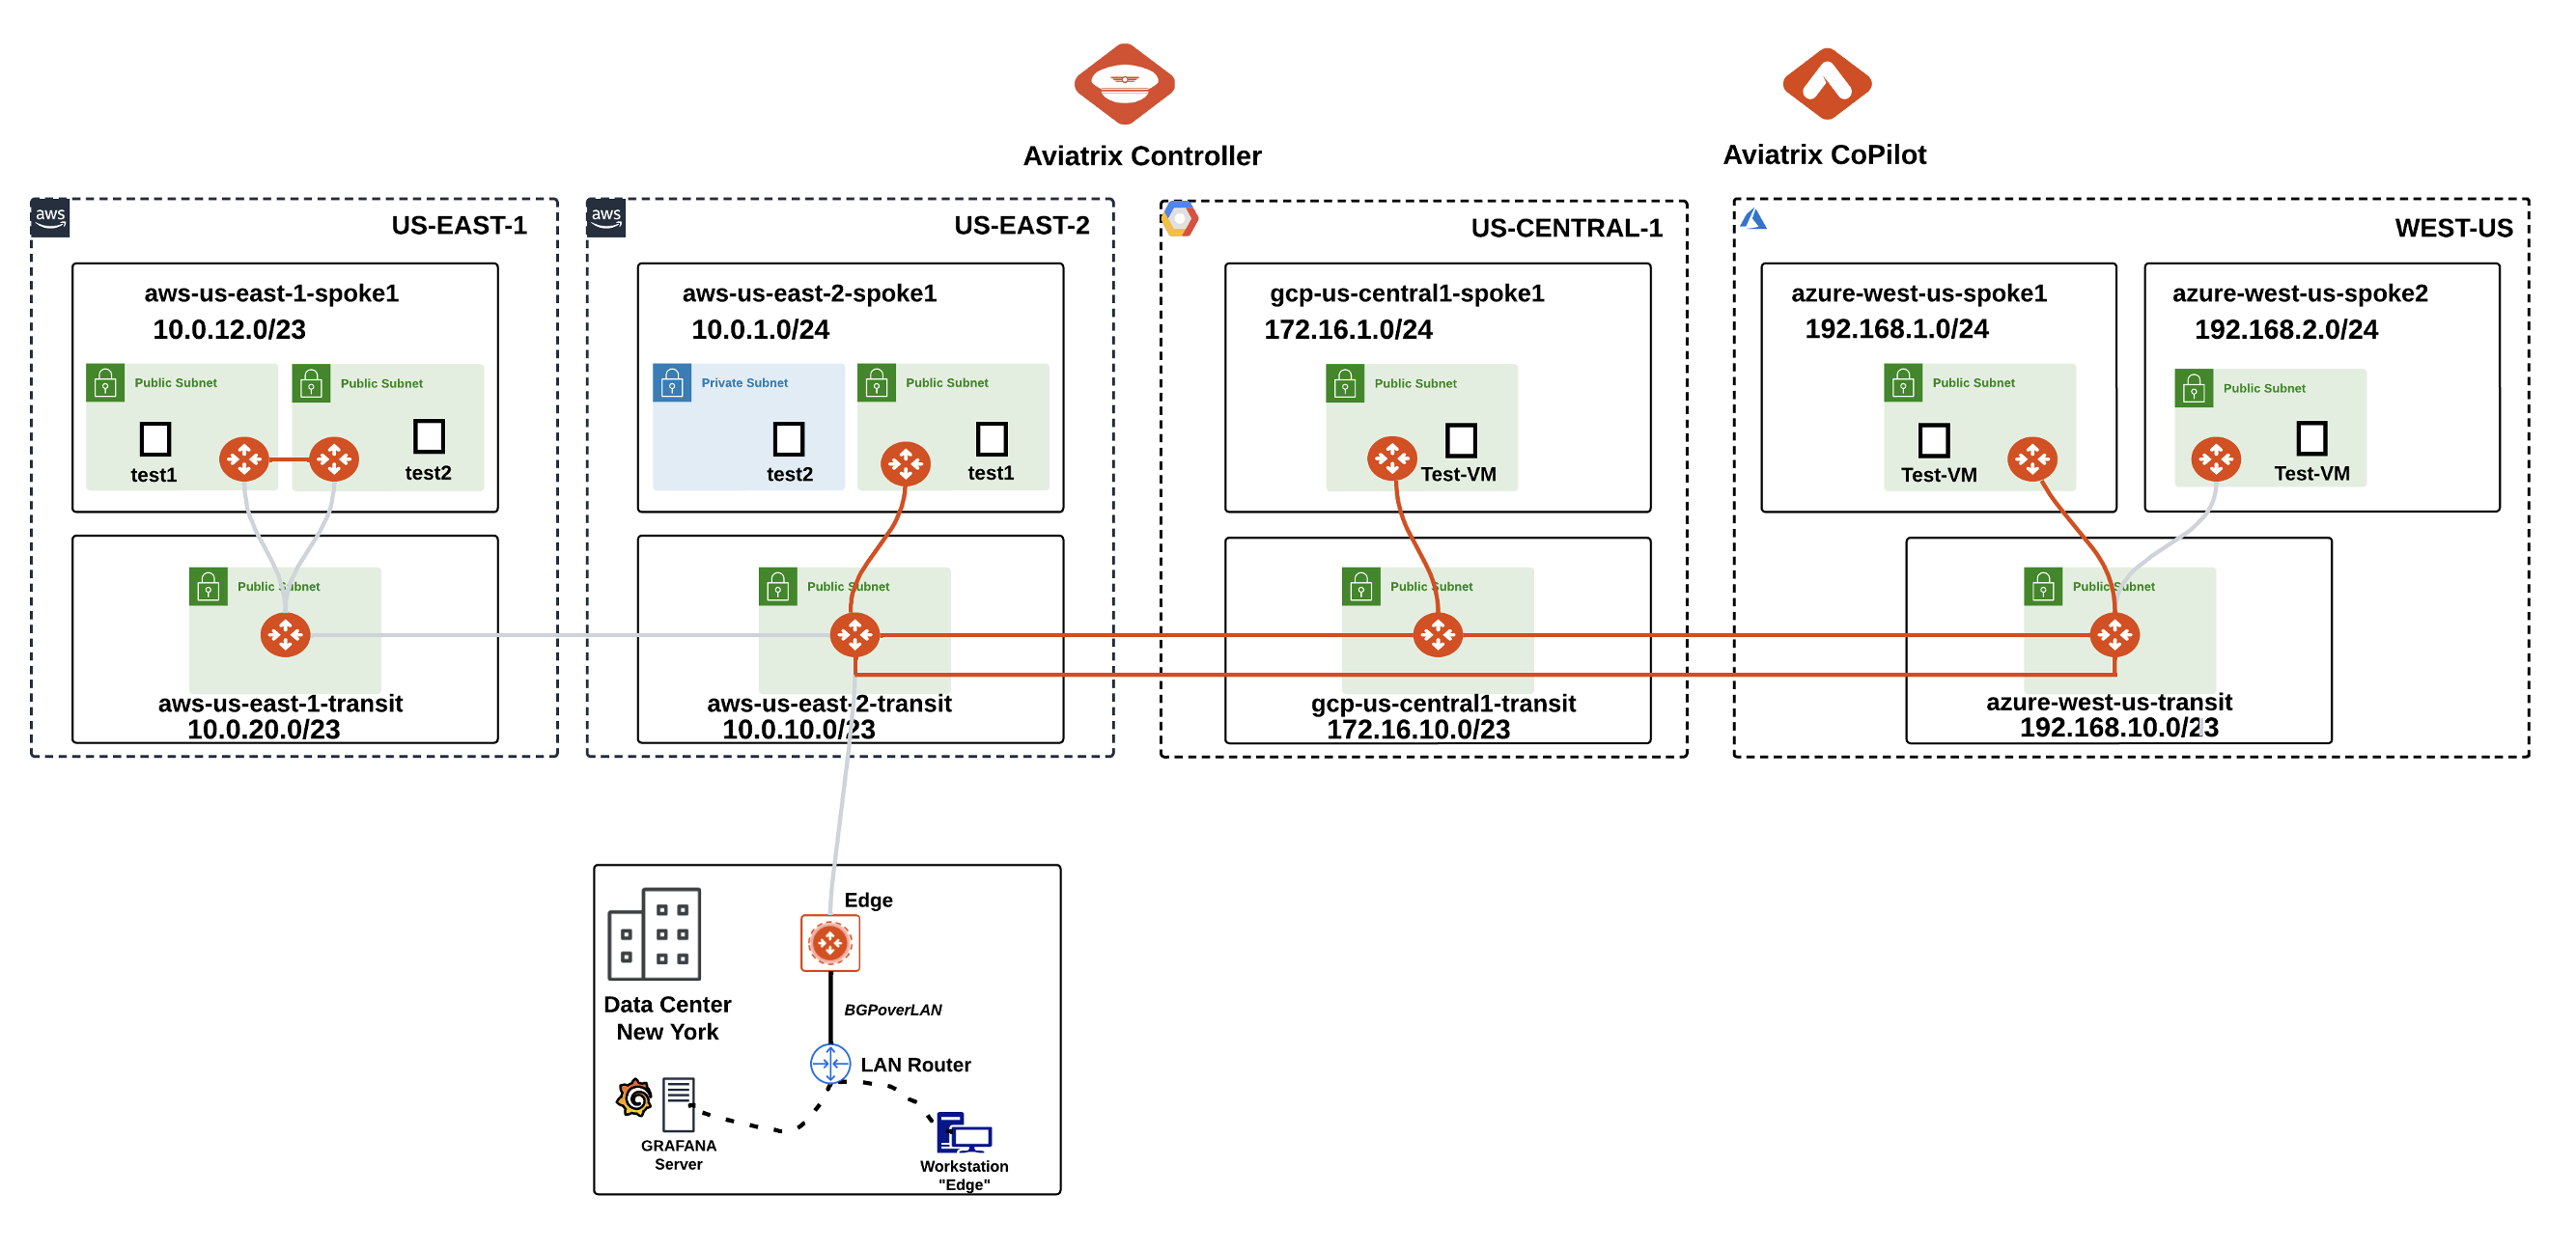 Aviatrix Controller
Aviatrix CoPilot
aws
US-EAST-1
aws-us-east-1-spoke1
10.0.12.0/23
Public Subnet
Public Subnet
test1
test2
Public Subnet
aws-us-east-1-transit
10.0.20.0/23
aws
US-EAST-2
aws-us-east-2-spoke1
10.0.1.0/24
Private Subnet
Public Subnet
test2
test1
Public Subnet
aws-us-east-2-transit
10.0.10.0/23
US-CENTRAL-1
gcp-us-central1-spoke1
172.16.1.0/24
Public Subnet
Test-VM
Public Subnet
gcp-us-central1-transit
172.16.10.0/23
WEST-US
azure-west-us-spoke1
192.168.1.0/24
Public Subnet
Test-VM
azure-west-us-spoke2
192.168.2.0/24
Public Subnet
Test-VM
Public Subnet
azure-west-us-transit
192.168.10.0/23
Edge
Data Center
New York
BGPoverLAN
LAN Router
GRAFANA
Server
Workstation
"Edge"